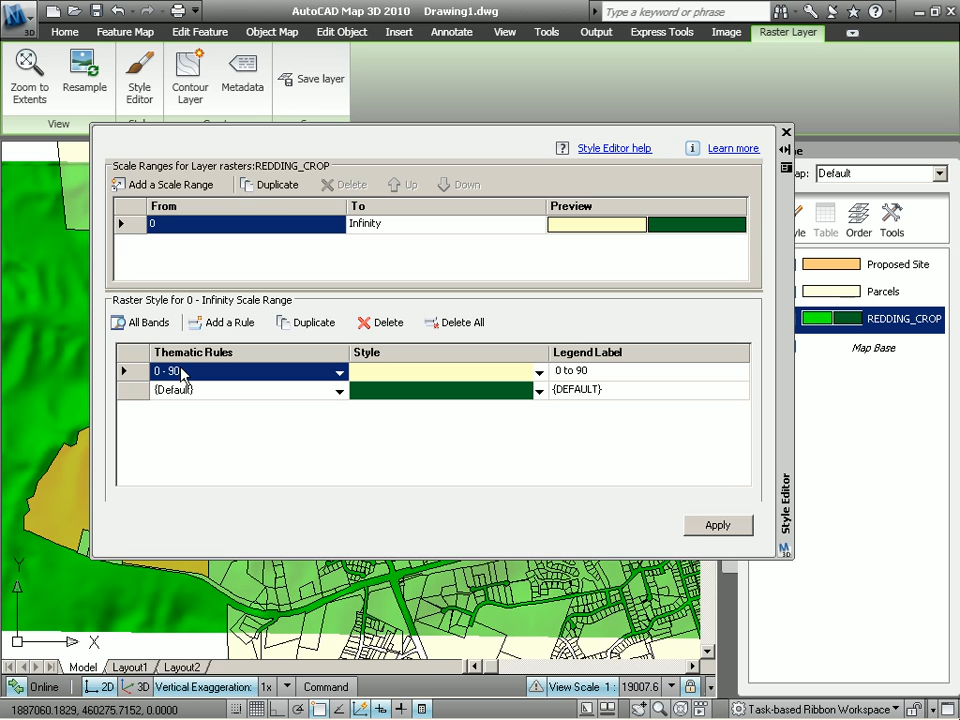 AutoCAD Map 3D 2010 Drawing1.dwg
Type a keyword or phrase
3D
Home Feature Map Edit Feature Object Map Edit Object Insert Annotate View Tools Output Express Tools Image Raster Layer
Zoom to Extents
Resample
Style Editor
Contour Layer
Metadata
Save layer
View
Style Editor help
Learn more
Scale Ranges for Layer rasters:REDDING_CROP
Add a Scale Range Duplicate Delete Up Down
From To Preview
0 Infinity
Raster Style for 0 - Infinity Scale Range
All Bands Add a Rule Duplicate Delete Delete All
Thematic Rules Style Legend Label
0 - 90 0 to 90
{Default} {DEFAULT}
Apply
Style Editor
Default
Table Order Tools
Proposed Site
Parcels
REDDING_CROP
Map Base
Y
X
Model Layout1 Layout2
Online 2D 3D Vertical Exaggeration: 1x Command View Scale 1 : 19007.6
1887060.1829, 460275.7152, 0.0000
Task-based Ribbon Workspace